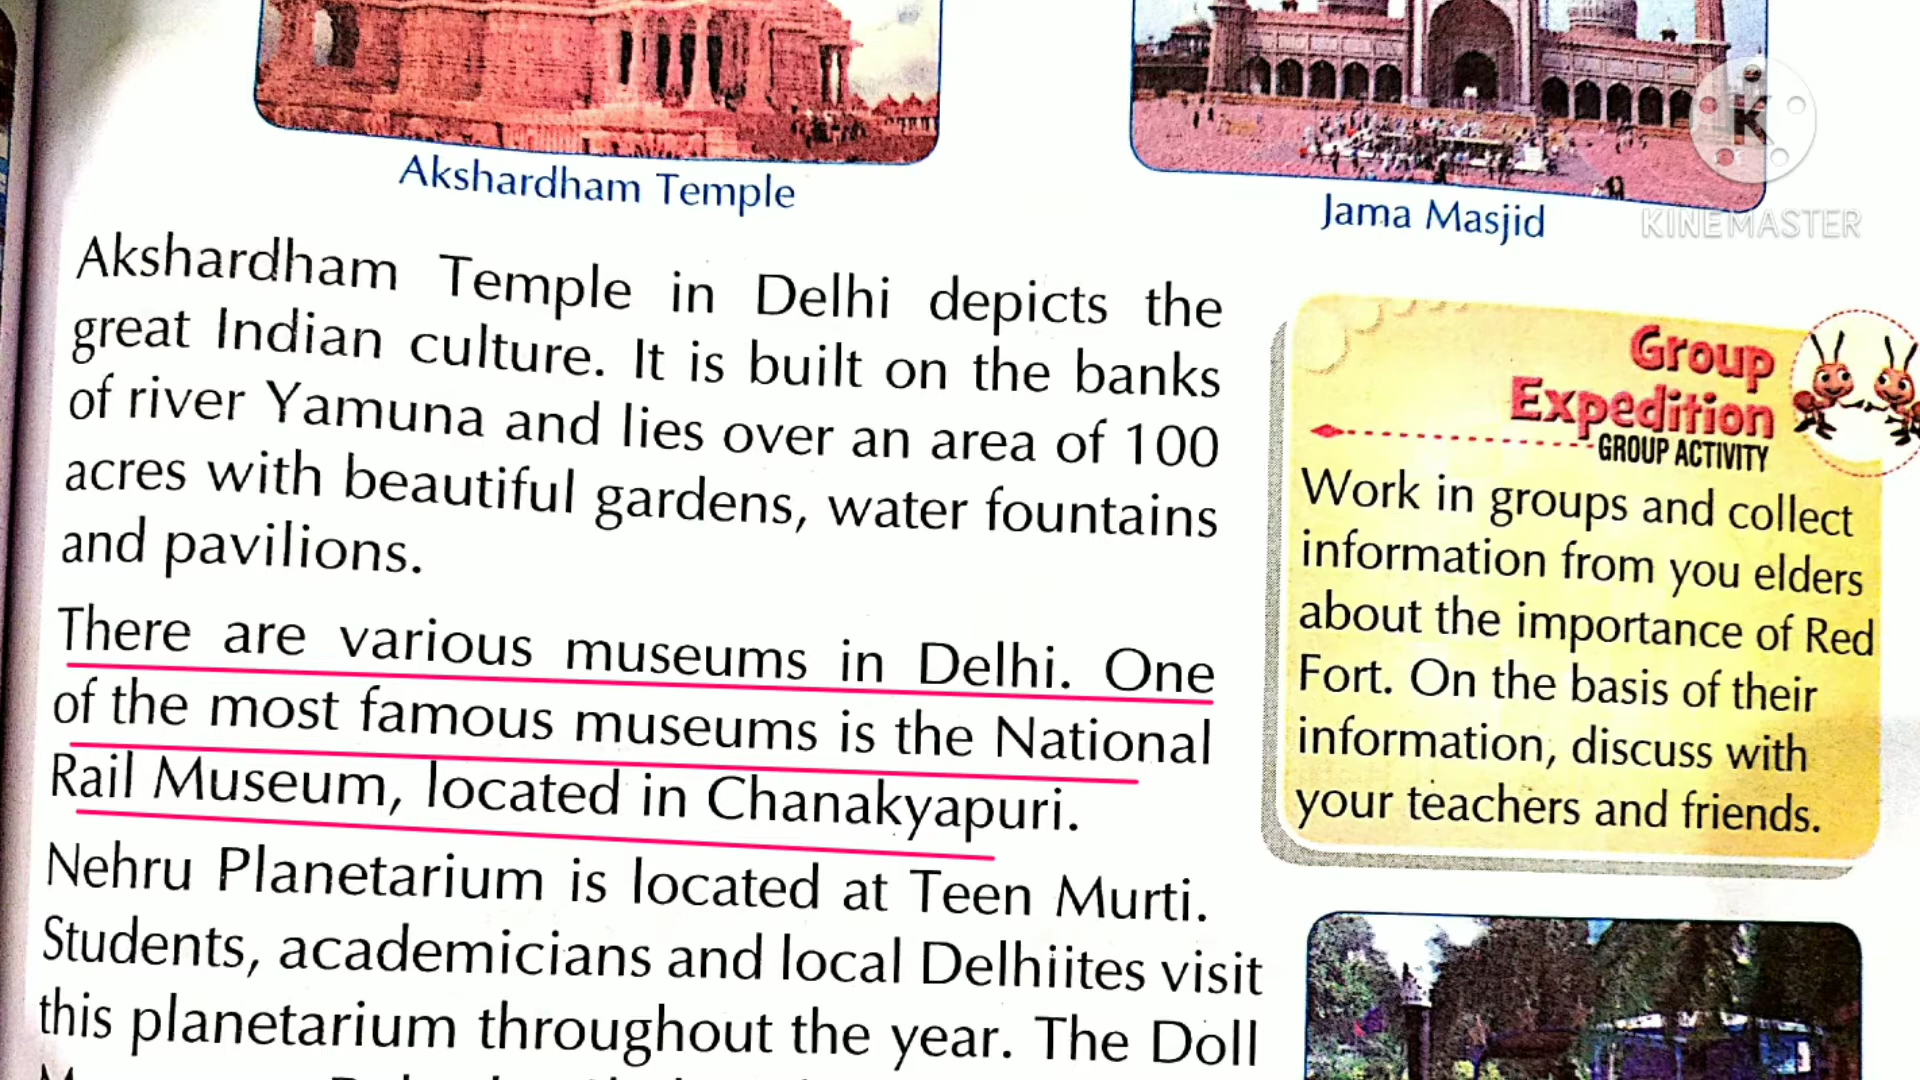 Akshardham Temple
Jama Masjid
K
KINEMASTER
Akshardham Temple in Delhi depicts the
great Indian culture. It is built on the banks
of river Yamuna and lies over an area of 100
acres with beautiful gardens, water fountains
and pavilions.
There are various museums in Delhi. One
of the most famous museums is the National
Rail Museum, located in Chanakyapuri.
Nehru Planetarium is located at Teen Murti.
Students, academicians and local Delhiites visit
this planetarium throughout the year. The Doll
Group
Expedition
GROUP ACTIVITY
Work in groups and collect
information from you elders
about the importance of Red
Fort. On the basis of their
information, discuss with
your teachers and friends.